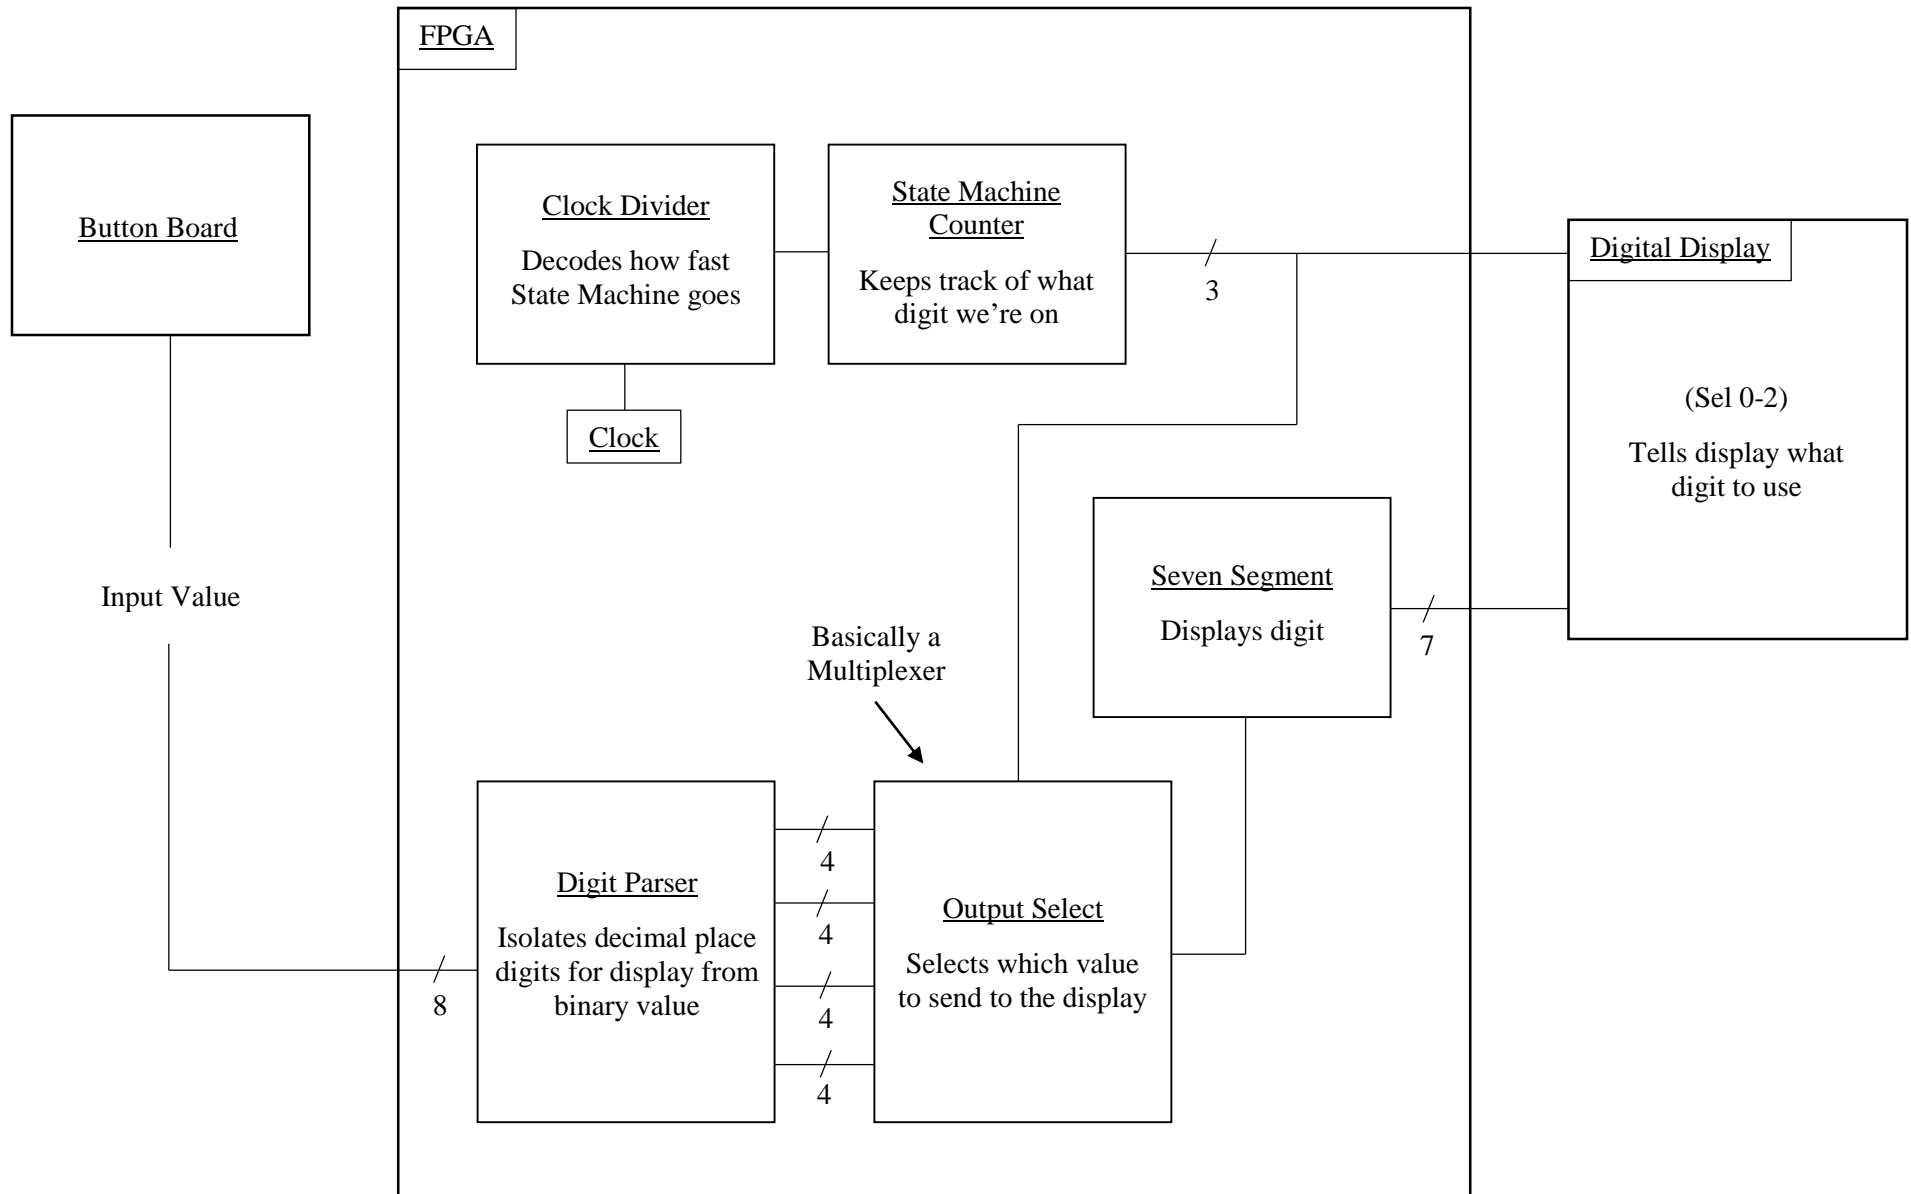 FPGA
Button Board
Clock Divider
Decodes how fast
State Machine goes
State Machine
Counter
Keeps track of what
digit we’re on
3
Digital Display
(Sel 0-2)
Tells display what
digit to use
Clock
Input Value
Seven Segment
Displays digit
7
Basically a
Multiplexer
Digit Parser
Isolates decimal place
digits for display from
binary value
8
4
4
4
4
Output Select
Selects which value
to send to the display